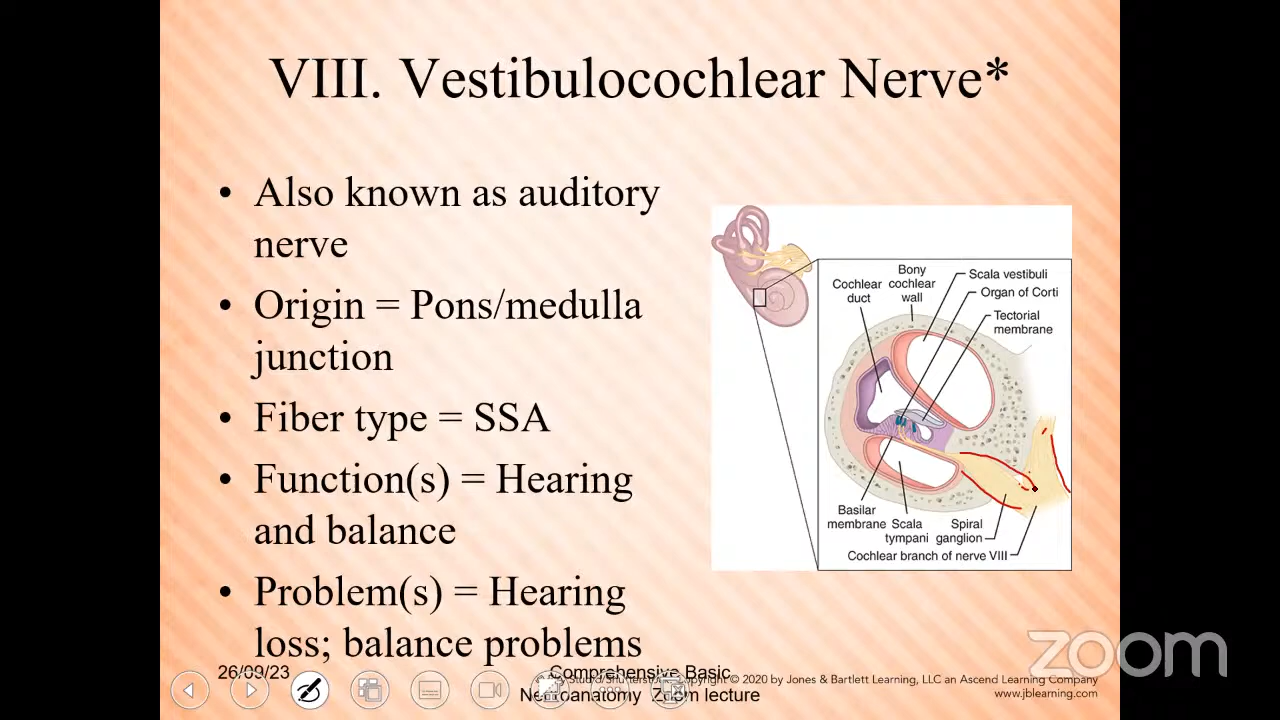 VIII. Vestibulocochlear Nerve*
• Also known as auditory
nerve
• Origin = Pons/medulla
junction
• Fiber type = SSA
• Function(s) = Hearing
and balance
• Problem(s) = Hearing
loss; balance problems
Cochlear
duct
Bony
cochlear
wall
Scala vestibuli
Organ of Corti
Tectorial
membrane
Basilar
membrane
Scala
tympani
Spiral
ganglion
Cochlear branch of nerve VIII
zoom
26/09/23
Comprehensive Basic
Neuroanatomy Zoom lecture
Copyright © 2020 by Jones & Bartlett Learning, LLC an Ascend Learning Company
www.jblearning.com